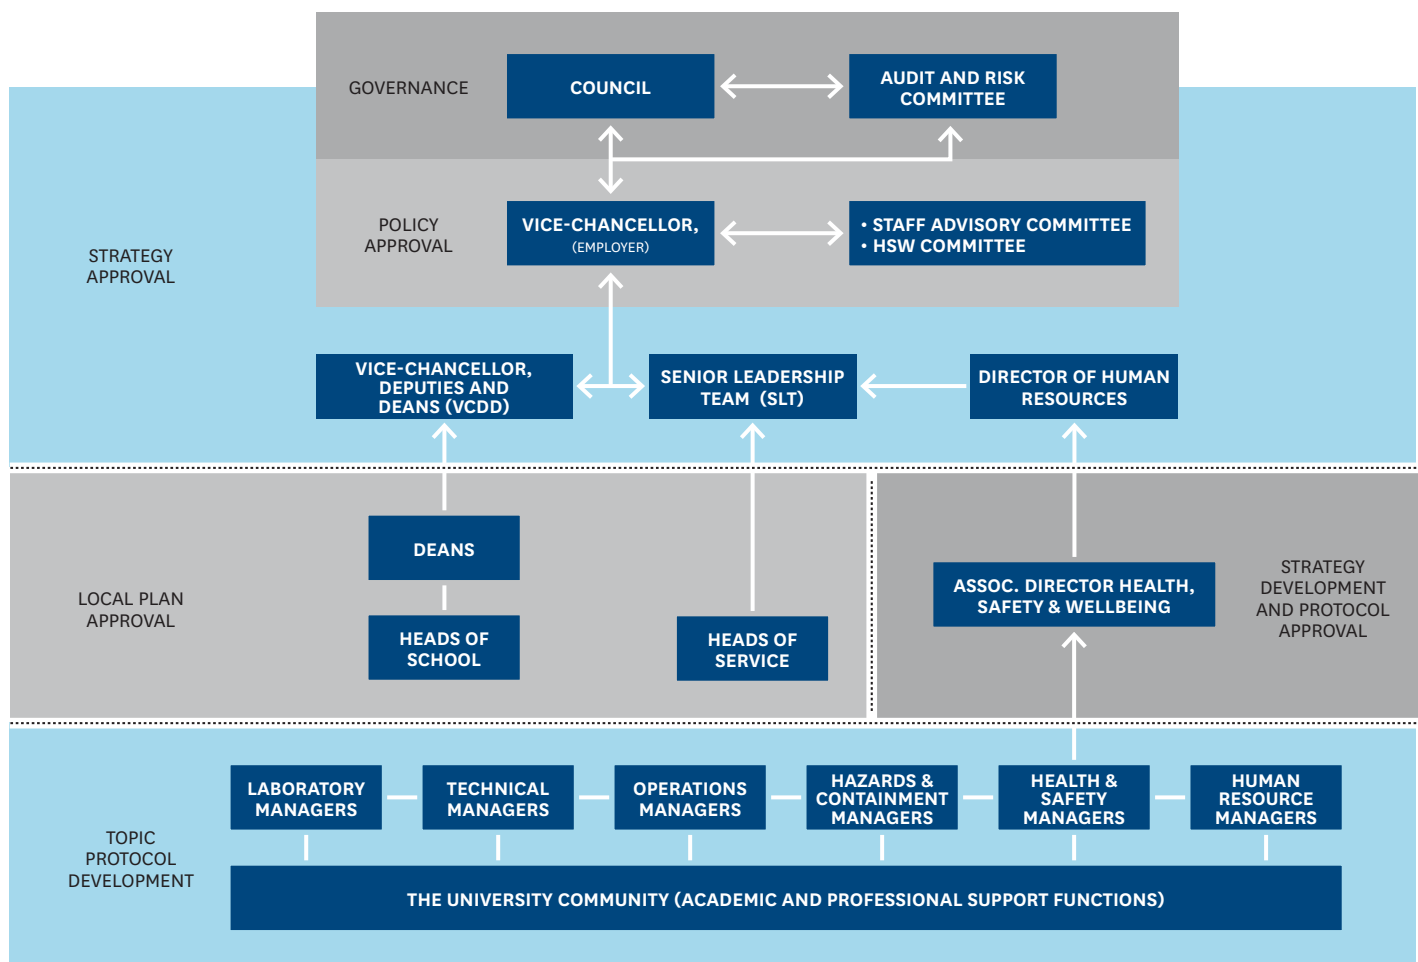 GOVERNANCE
COUNCIL
AUDIT AND RISK
COMMITTEE
STRATEGY
APPROVAL
POLICY
APPROVAL
VICE-CHANCELLOR,
(EMPLOYER)
• STAFF ADVISORY COMMITTEE
• HSW COMMITTEE
VICE-CHANCELLOR,
DEPUTIES AND
DEANS (VCDD)
SENIOR LEADERSHIP
TEAM (SLT)
DIRECTOR OF HUMAN
RESOURCES
LOCAL PLAN
APPROVAL
DEANS
HEADS OF
SCHOOL
HEADS OF
SERVICE
ASSOC. DIRECTOR HEALTH,
SAFETY & WELLBEING
STRATEGY
DEVELOPMENT
AND PROTOCOL
APPROVAL
TOPIC
PROTOCOL
DEVELOPMENT
LABORATORY
MANAGERS
TECHNICAL
MANAGERS
OPERATIONS
MANAGERS
HAZARDS &
CONTAINMENT
MANAGERS
HEALTH &
SAFETY
MANAGERS
HUMAN
RESOURCE
MANAGERS
THE UNIVERSITY COMMUNITY (ACADEMIC AND PROFESSIONAL SUPPORT FUNCTIONS)